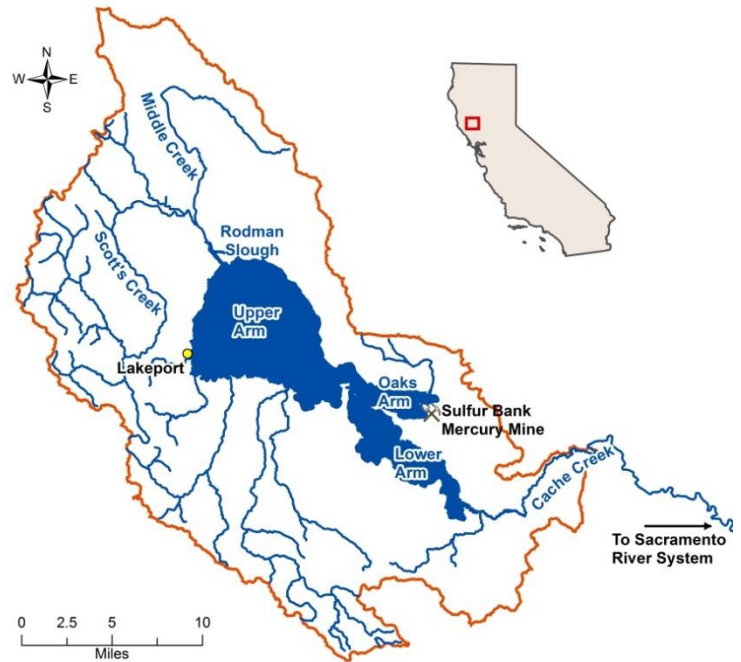 N
W E
S
Middle Creek
Rodman
Slough
Scott's Creek
Upper
Arm
Lakeport
Oaks
Arm
Sulfur Bank
Mercury Mine
Lower
Arm
Cache Creek
To Sacramento
River System
0 2.5 5 10
Miles